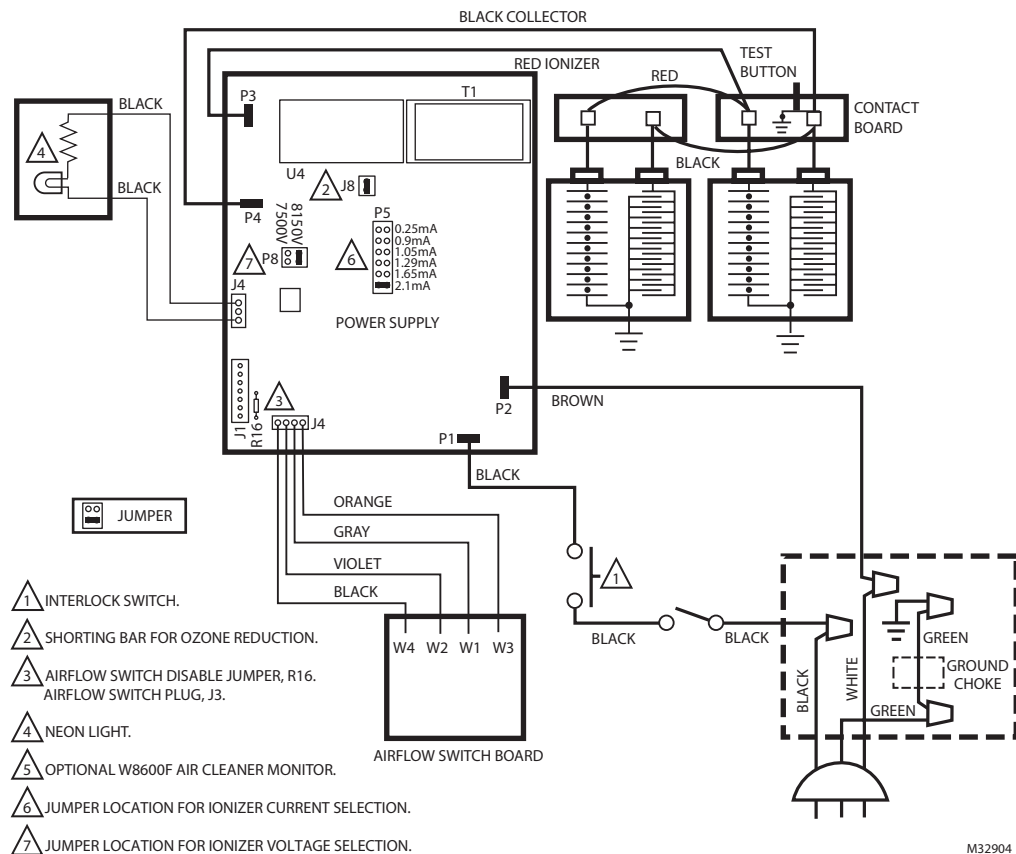 BLACK COLLECTOR
RED IONIZER
RED
TEST
BUTTON
CONTACT
BOARD
BLACK
BLACK
BLACK
4
P3
T1
U4
2
J8
P4
8150V
7500V
P5
0.25mA
0.9mA
1.05mA
1.29mA
1.65mA
2.1mA
7
P8
6
J4
POWER SUPPLY
3
J1
R16
J4
P2
P1
BROWN
BLACK
ORANGE
GRAY
VIOLET
BLACK
W4 W2 W1 W3
AIRFLOW SWITCH BOARD
1
BLACK
BLACK
BLACK
WHITE
GREEN
GROUND
CHOKE
GREEN
JUMPER
1 INTERLOCK SWITCH.
2 SHORTING BAR FOR OZONE REDUCTION.
3 AIRFLOW SWITCH DISABLE JUMPER, R16.
AIRFLOW SWITCH PLUG, J3.
4 NEON LIGHT.
5 OPTIONAL W8600F AIR CLEANER MONITOR.
6 JUMPER LOCATION FOR IONIZER CURRENT SELECTION.
7 JUMPER LOCATION FOR IONIZER VOLTAGE SELECTION.
M32904